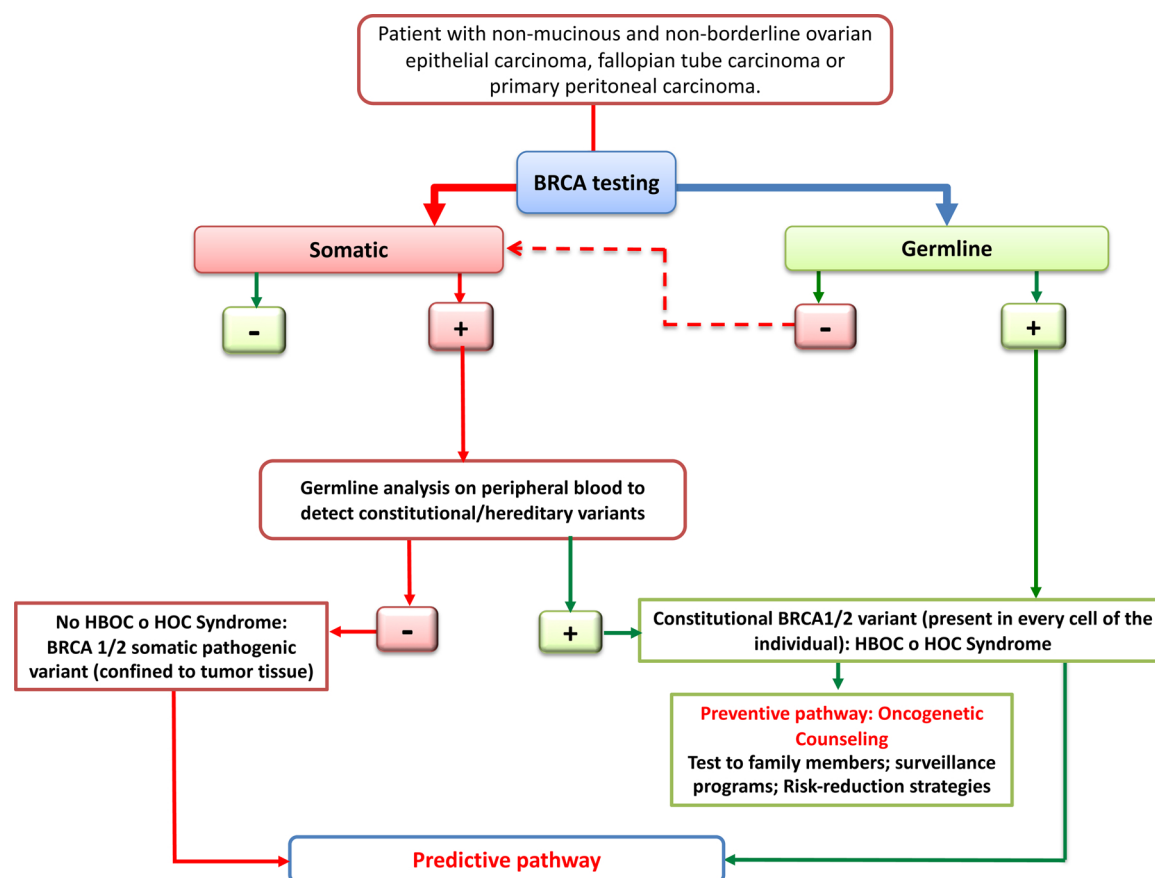 Patient with non-mucinous and non-borderline ovarian
epithelial carcinoma, fallopian tube carcinoma or
primary peritoneal carcinoma.
BRCA testing
Somatic
Germline
-
+
-
+
Germline analysis on peripheral blood to
detect constitutional/hereditary variants
No HBOC o HOC Syndrome:
BRCA 1/2 somatic pathogenic
variant (confined to tumor tissue)
-
+
Constitutional BRCA1/2 variant (present in every cell of the
individual): HBOC o HOC Syndrome
Preventive pathway: Oncogenetic
Counseling
Test to family members; surveillance
programs; Risk-reduction strategies
Predictive pathway